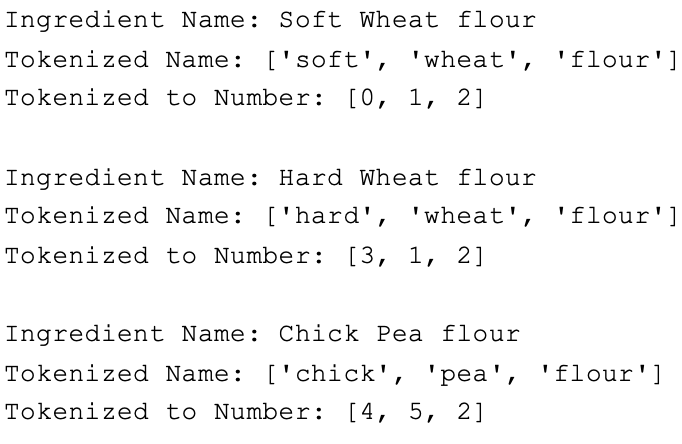 Ingredient Name: Soft Wheat flour
Tokenized Name: ['soft', 'wheat', 'flour']
Tokenized to Number: [0, 1, 2]
Ingredient Name: Hard Wheat flour
Tokenized Name: ['hard', 'wheat', 'flour']
Tokenized to Number: [3, 1, 2]
Ingredient Name: Chick Pea flour
Tokenized Name: ['chick', 'pea', 'flour']
Tokenized to Number: [4, 5, 2]